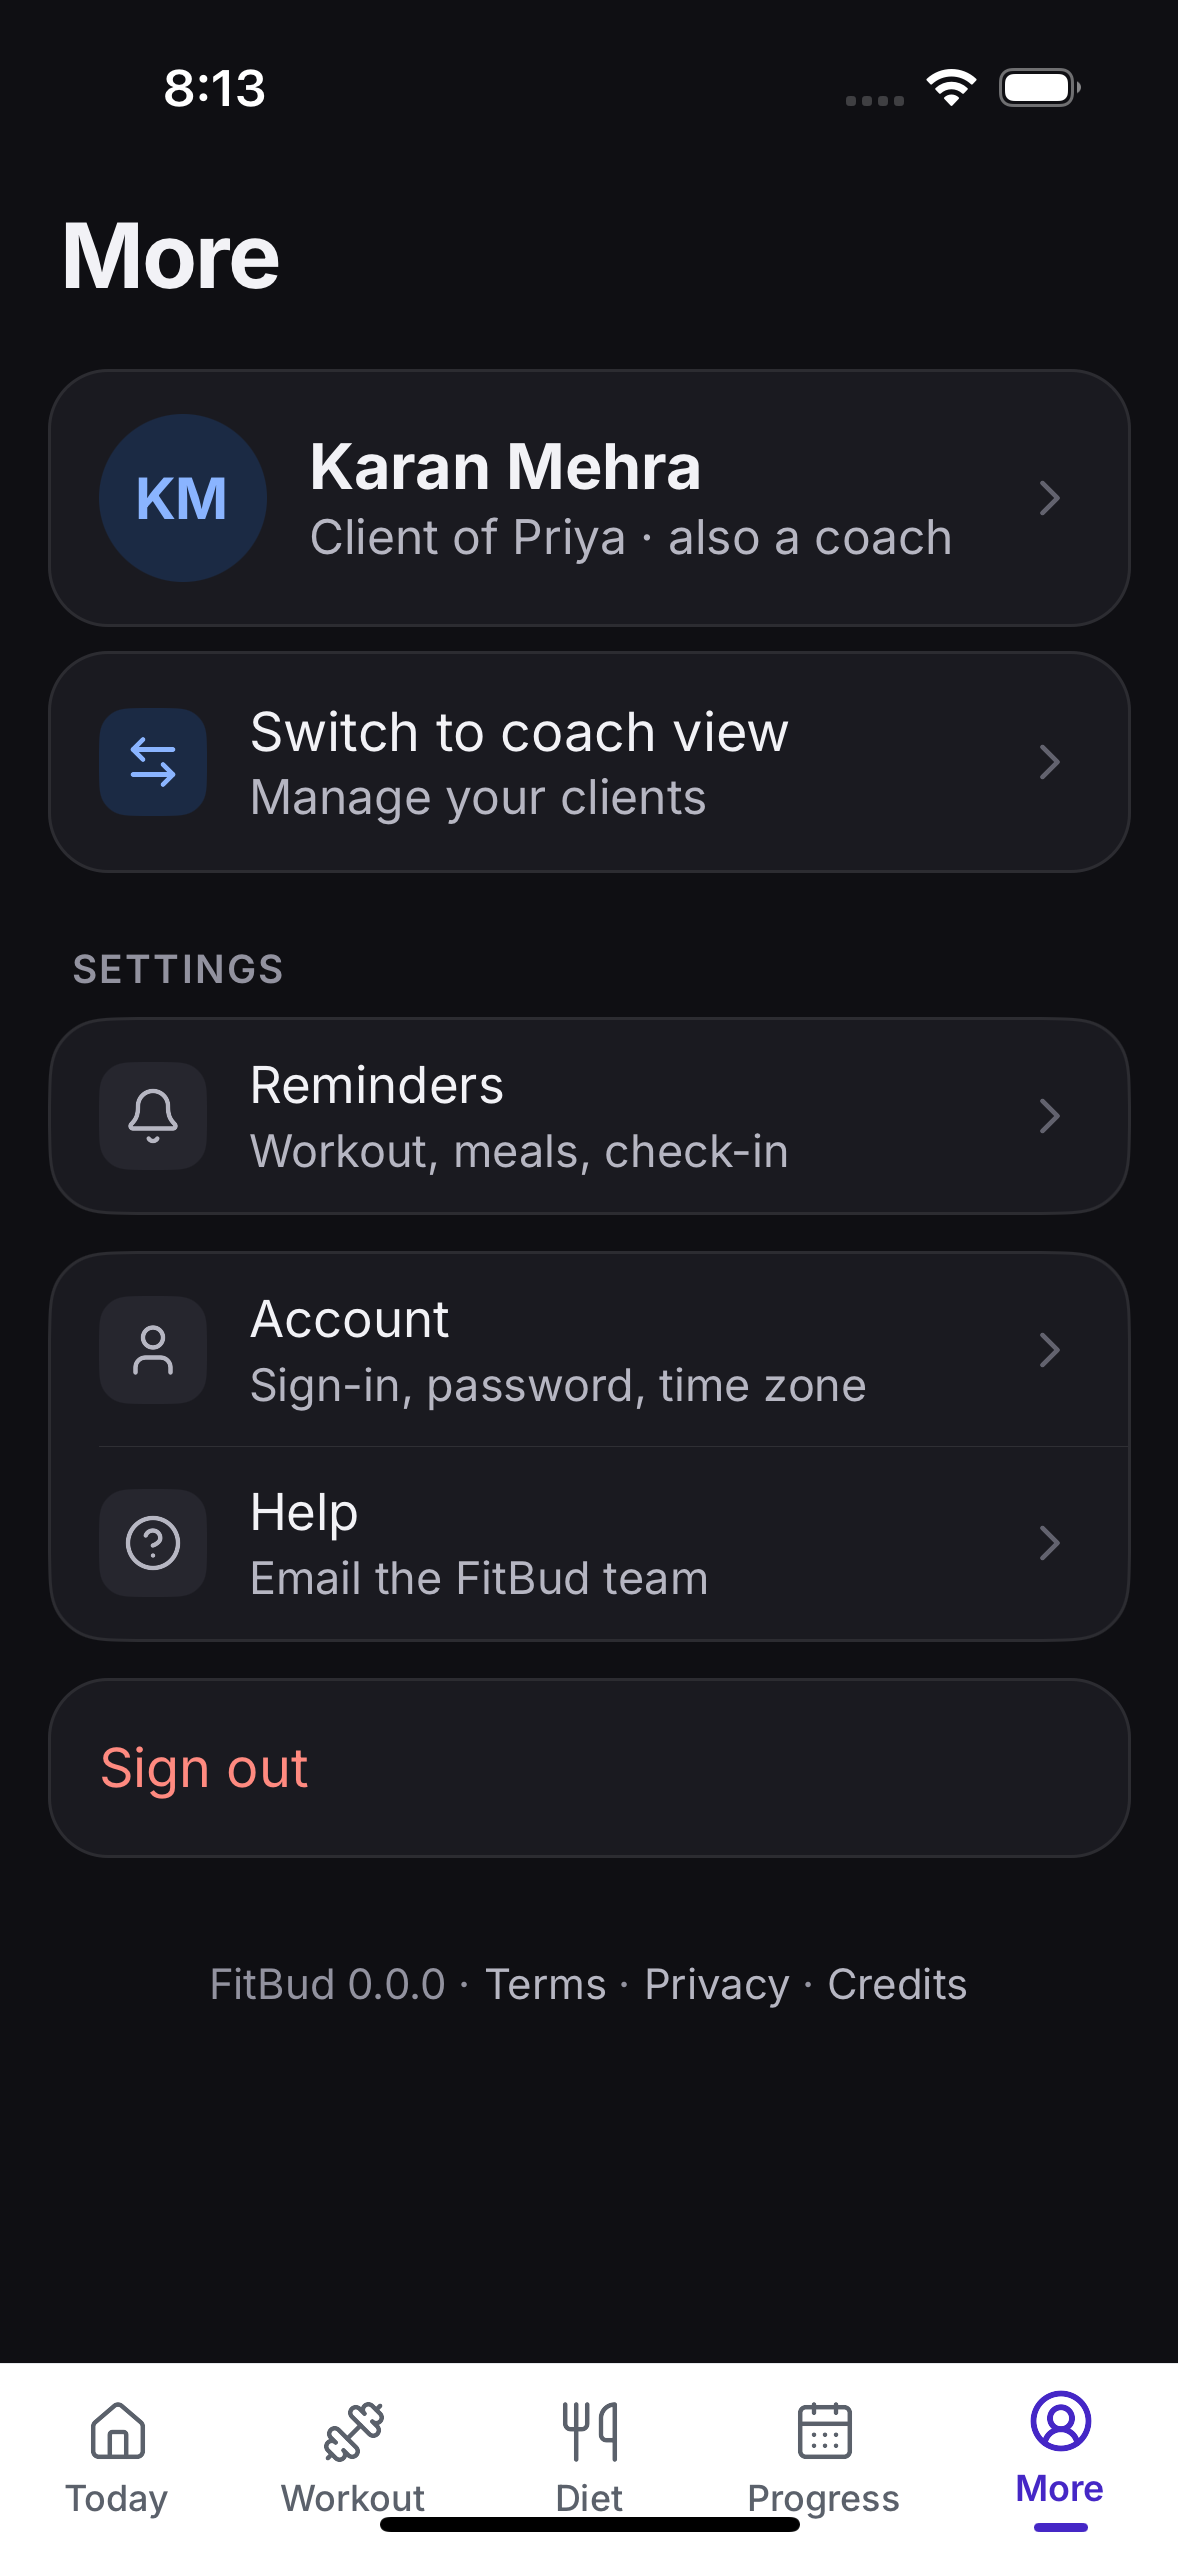 8:13
More
KM
Karan Mehra
Client of Priya · also a coach
Switch to coach view
Manage your clients
SETTINGS
Reminders
Workout, meals, check-in
Account
Sign-in, password, time zone
Help
Email the FitBud team
Sign out
FitBud 0.0.0 · Terms · Privacy · Credits
Today
Workout
Diet
Progress
More